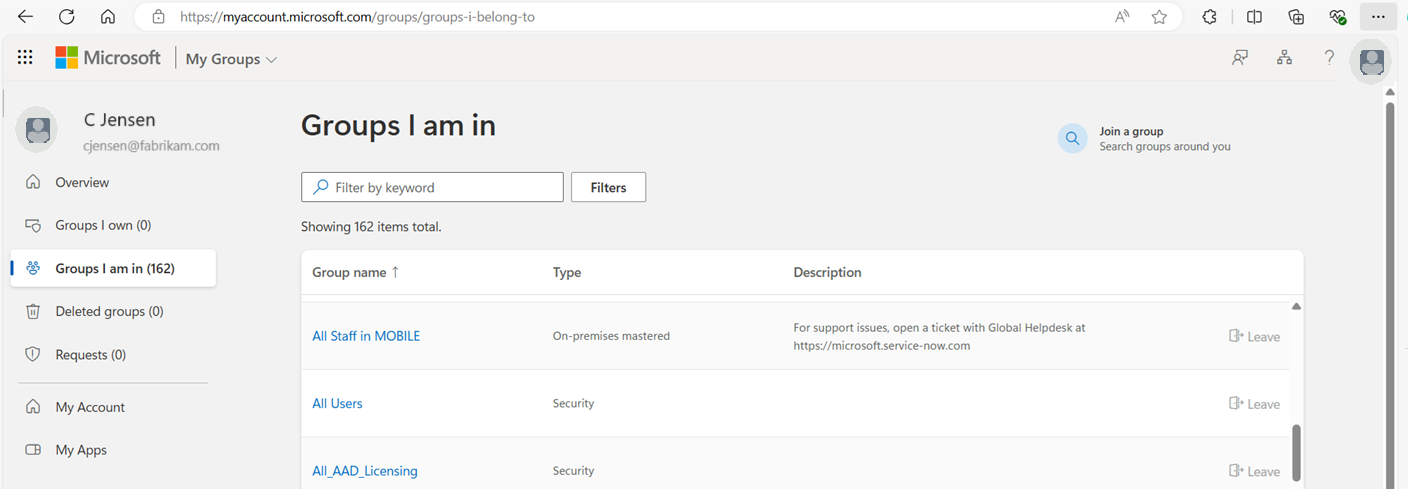 https://myaccount.microsoft.com/groups/groups-i-belong-to
Microsoft
My Groups
C Jensen
cjensen@fabrikam.com
Overview
Groups I own (0)
Groups I am in (162)
Deleted groups (0)
Requests (0)
My Account
My Apps
Groups I am in
Join a group
Search groups around you
Filter by keyword
Filters
Showing 162 items total.
Group name ↑ Type Description
All Staff in MOBILE On-premises mastered For support issues, open a ticket with Global Helpdesk at
https://microsoft.service-now.com
Leave
All Users Security Leave
All_AAD_Licensing Security Leave